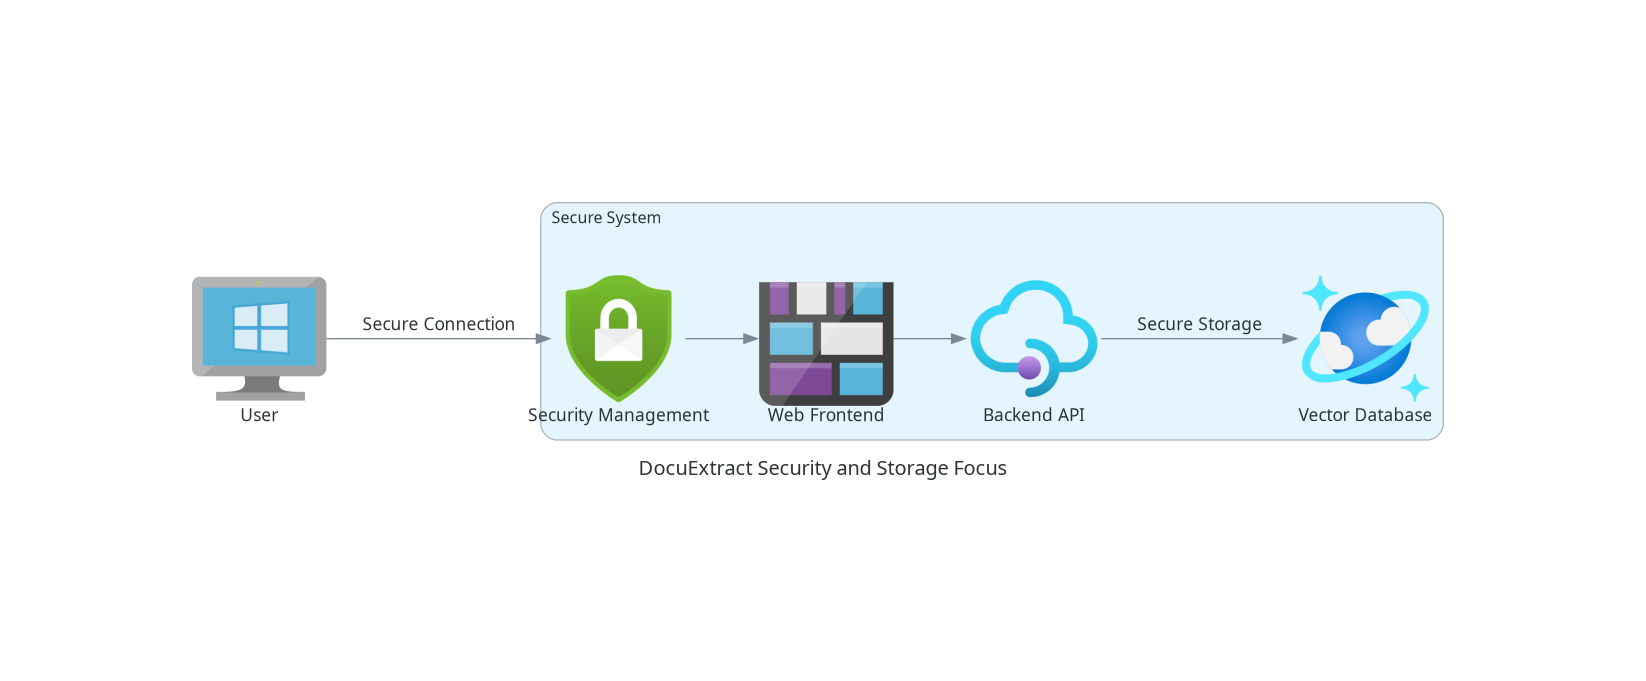 Secure System
Secure Connection
Secure Storage
User
Security Management
Web Frontend
Backend API
Vector Database
DocuExtract Security and Storage Focus